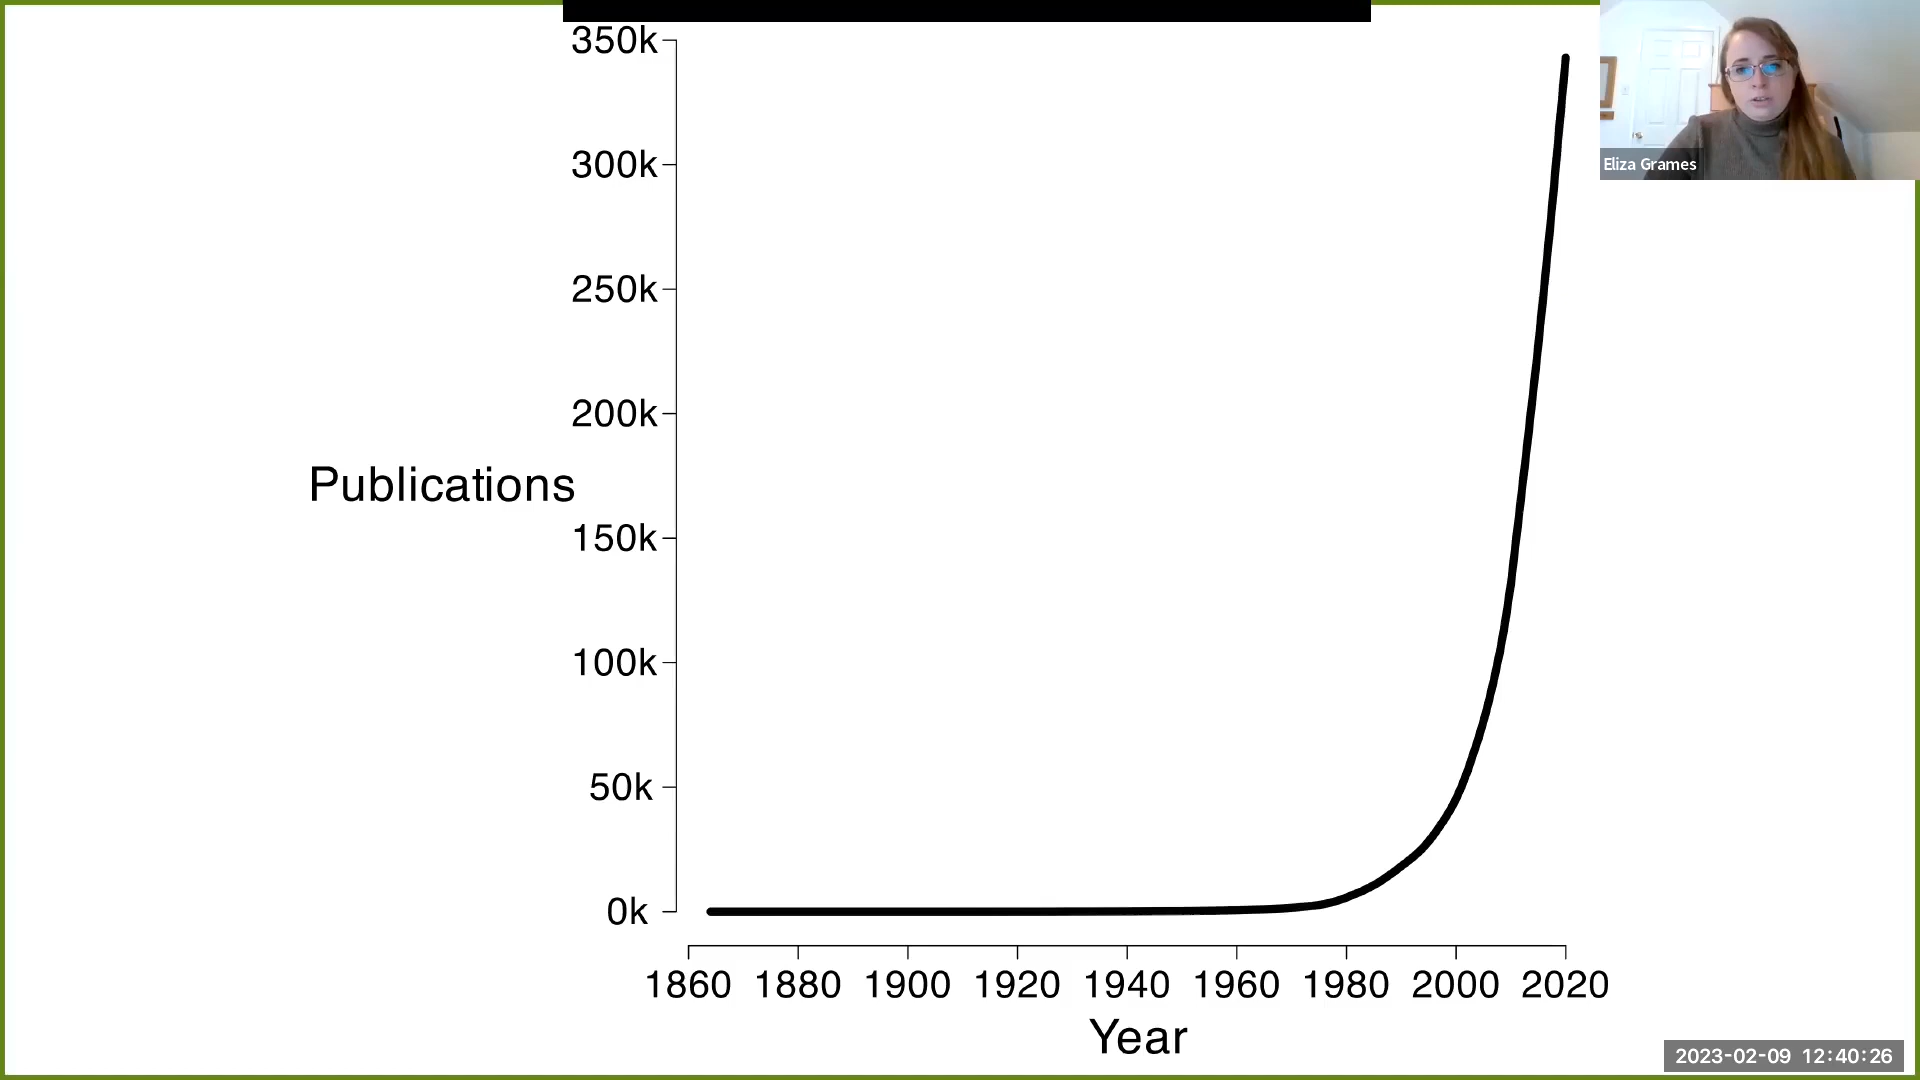 350k
300k
250k
200k
Publications
150k
100k
50k
0k
1860 1880 1900 1920 1940 1960 1980 2000 2020
Year
Eliza Grames
2023-02-09 12:40:26